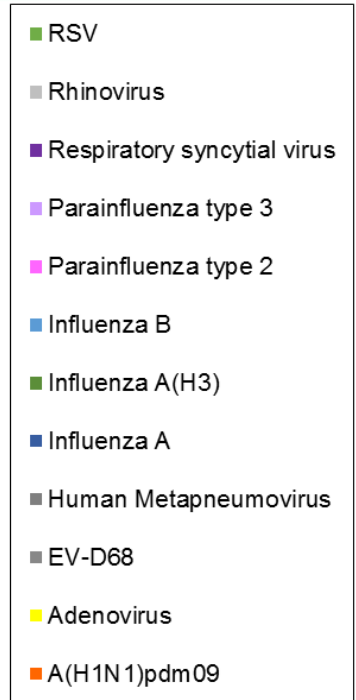 RSV
Rhinovirus
Respiratory syncytial virus
Parainfluenza type 3
Parainfluenza type 2
Influenza B
Influenza A(H3)
Influenza A
Human Metapneumovirus
EV-D68
Adenovirus
A(H1N1)pdm09